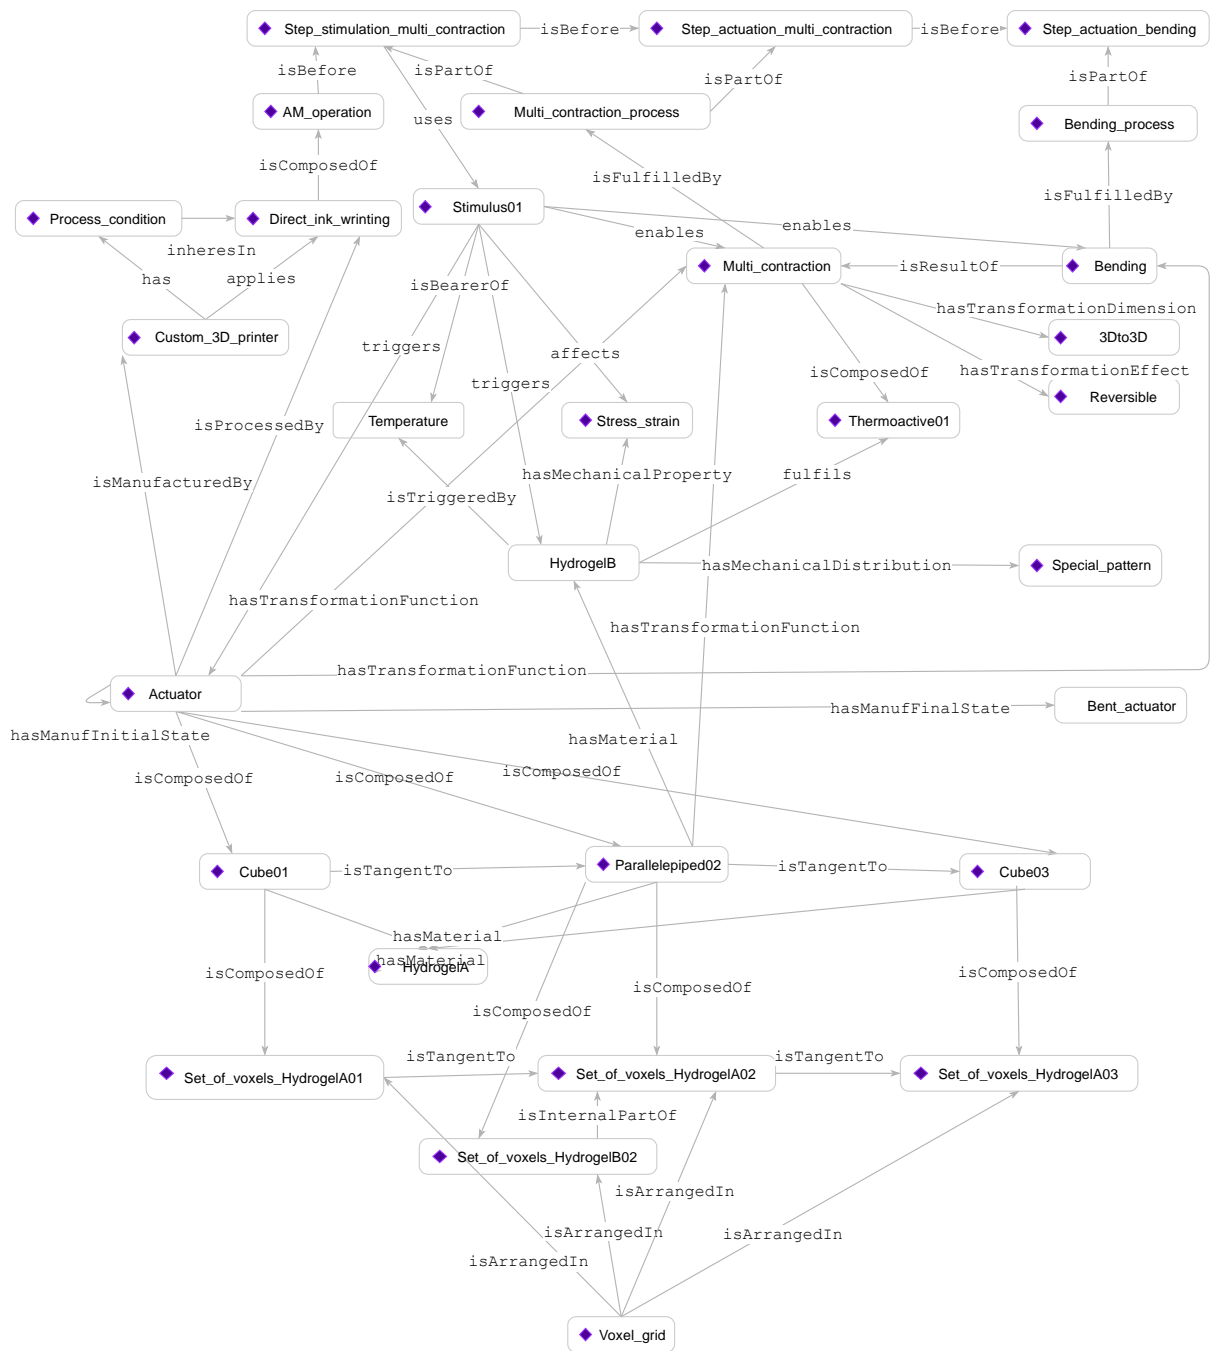 Step_stimulation_multi_contraction
isBefore
Step_actuation_multi_contraction
isBefore
Step_actuation_bending
isBefore
isPartOf
isPartOf
isPartOf
AM_operation
uses
Multi_contraction_process
Bending_process
isComposedOf
isFulfilledBy
isFulfilledBy
Process_condition
Direct_ink_wrinting
Stimulus01
inheresIn
enables
enables
has
applies
isBearerOf
Multi_contraction
isResultOf
Bending
hasTransformationDimension
Custom_3D_printer
triggers
affects
3Dto3D
triggers
isComposedOf
hasTransformationEffect
Reversible
isProcessedBy
Temperature
Stress_strain
Thermoactive01
isManufacturedBy
isTriggeredBy
hasMechanicalProperty
fulfils
HydrogelB
hasMechanicalDistribution
Special_pattern
hasTransformationFunction
hasTransformationFunction
hasTransformationFunction
Actuator
hasManufFinalState
Bent_actuator
hasManufInitialState
hasMaterial
isComposedOf
isComposedOf
isComposedOf
Cube01
isTangentTo
Parallelepiped02
isTangentTo
Cube03
hasMaterial
hasMaterial
HydrogelA
isComposedOf
isComposedOf
isComposedOf
isComposedOf
Set_of_voxels_HydrogelA01
isTangentTo
Set_of_voxels_HydrogelA02
isTangentTo
Set_of_voxels_HydrogelA03
isInternalPartOf
Set_of_voxels_HydrogelB02
isArrangedIn
isArrangedIn
isArrangedIn
isArrangedIn
Voxel_grid